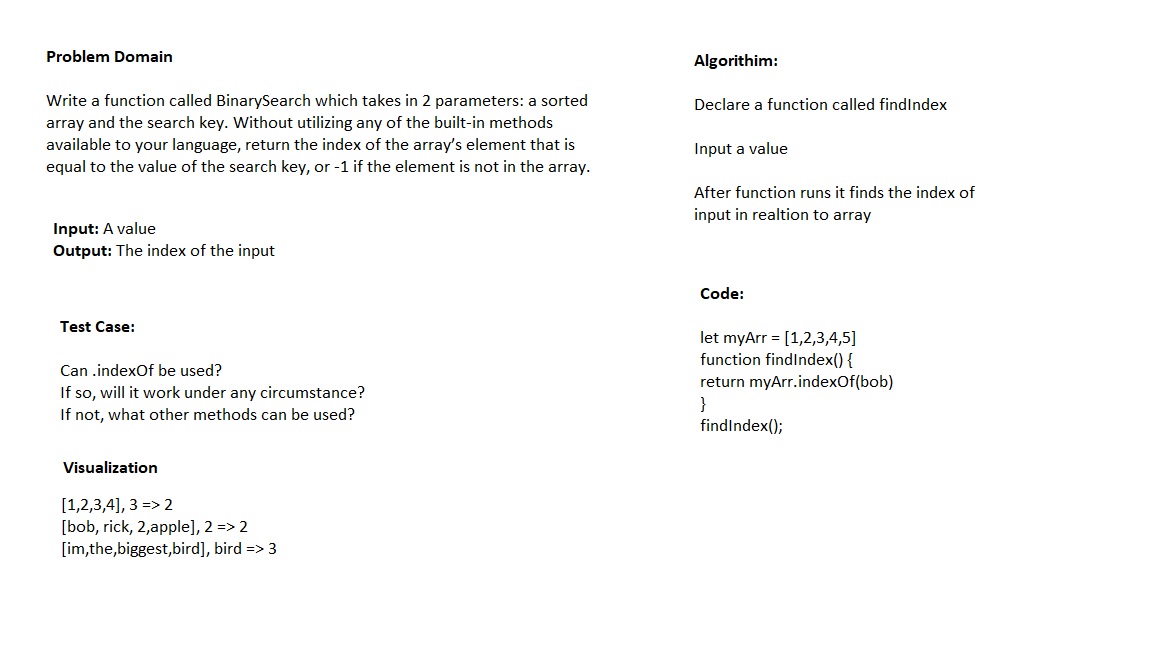 Problem Domain
Write a function called BinarySearch which takes in 2 parameters: a sorted
array and the search key. Without utilizing any of the built-in methods
available to your language, return the index of the array’s element that is
equal to the value of the search key, or -1 if the element is not in the array.
Input: A value
Output: The index of the input
Test Case:
Can .indexOf be used?
If so, will it work under any circumstance?
If not, what other methods can be used?
Visualization
[1,2,3,4], 3 => 2
[bob, rick, 2,apple], 2 => 2
[im,the,biggest,bird], bird => 3
Algorithim:
Declare a function called findIndex
Input a value
After function runs it finds the index of
input in realtion to array
Code:
let myArr = [1,2,3,4,5]
function findIndex() {
return myArr.indexOf(bob)
}
findIndex();